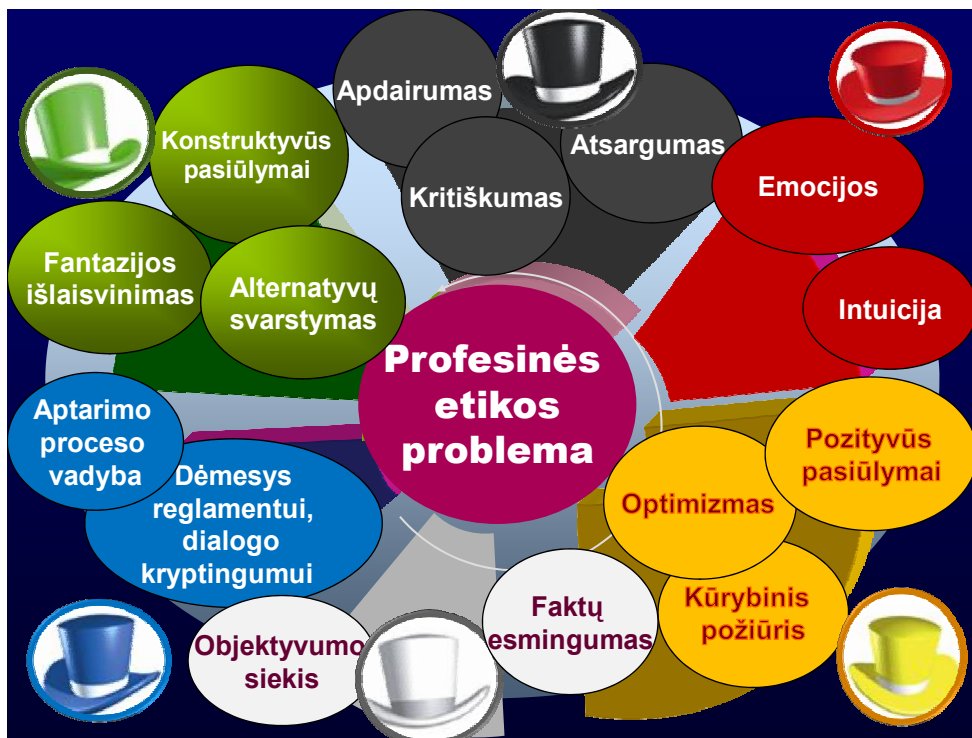 Apdairumas
Kritiškumas
Atsargumas
Emocijos
Intuicija
Konstruktyvūs
pasiūlymai
Fantazijos
išlaisvinimas
Alternatyvų
svarstymas
Profesinės
etikos
problema
Aptarimo
proceso
vadyba
Dėmesys
reglamentui,
dialogo
kryptingumui
Pozityvūs
pasiūlymai
Optimizmas
Kūrybinis
požiūris
Faktų
esmingumas
Objektyvumo
siekis